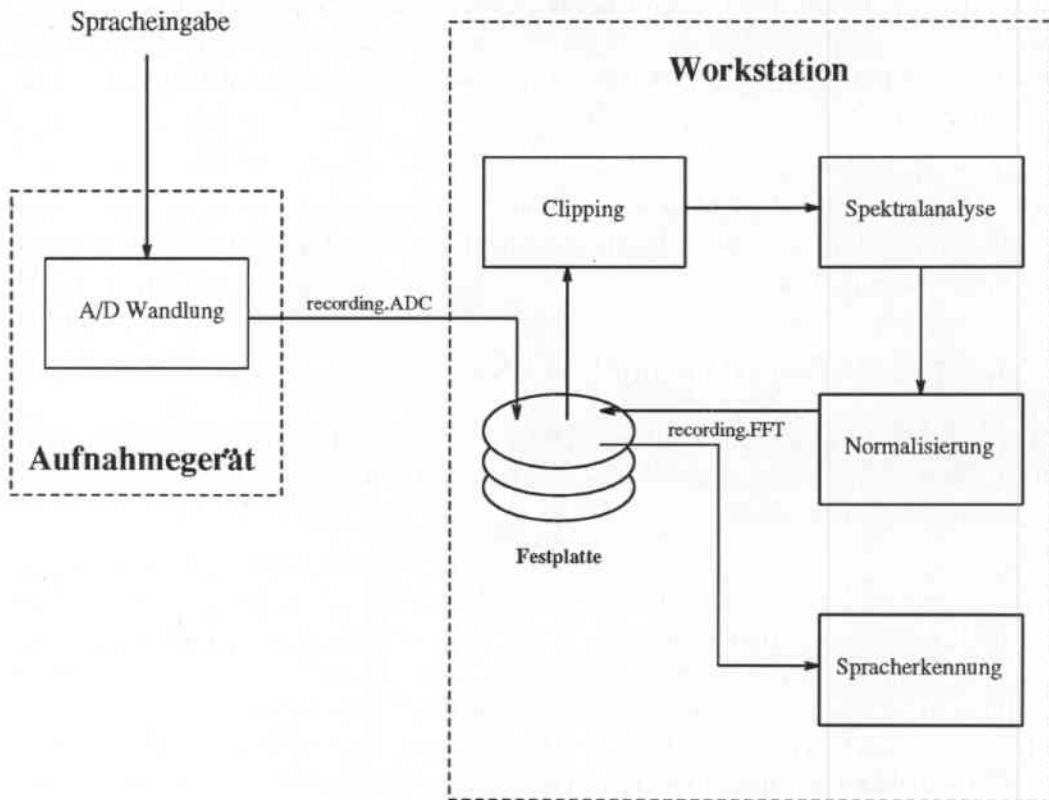 Spracheingabe
Workstation
Clipping
Spektralanalyse
A/D Wandlung
recording.ADC
Aufnahmegerät
recording.FFT
Normalisierung
Festplatte
Spracherkennung